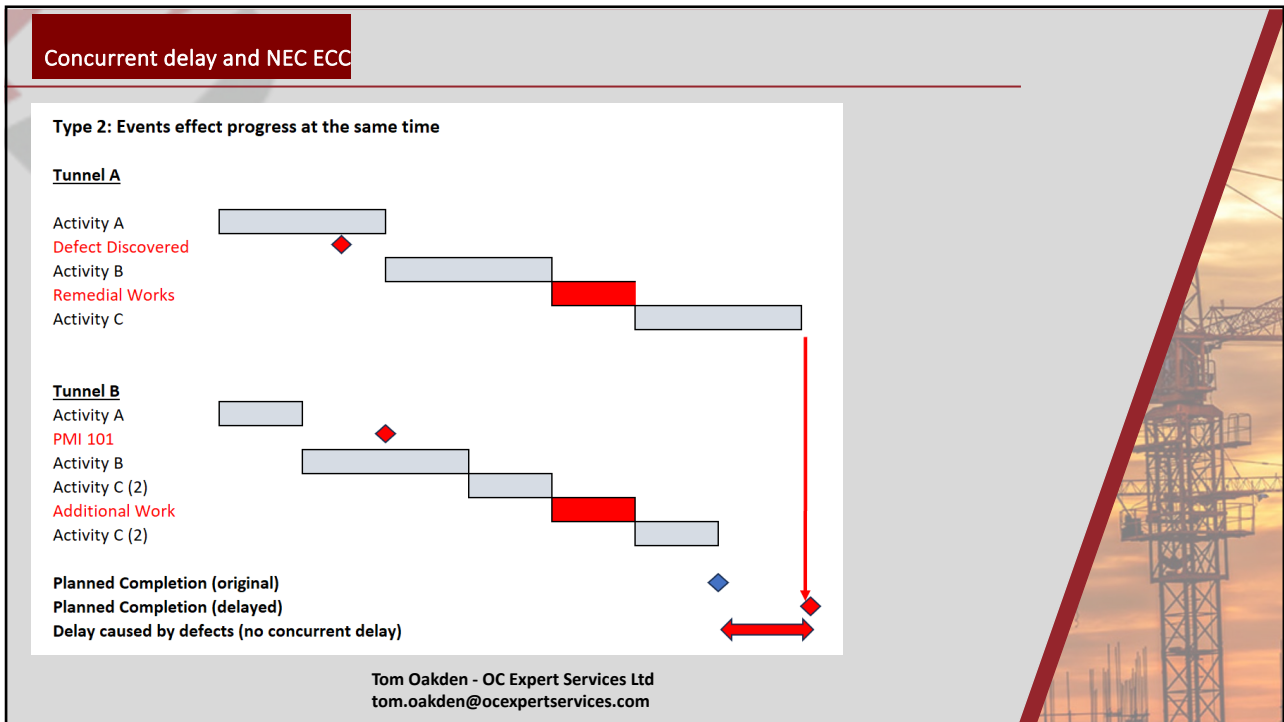 Concurrent delay and NEC ECC
Type 2: Events effect progress at the same time
Tunnel A
Activity A
Defect Discovered
Activity B
Remedial Works
Activity C
Tunnel B
Activity A
PMI 101
Activity B
Activity C (2)
Additional Work
Activity C (2)
Planned Completion (original)
Planned Completion (delayed)
Delay caused by defects (no concurrent delay)
Tom Oakden - OC Expert Services Ltd
tom.oakden@ocexpertservices.com